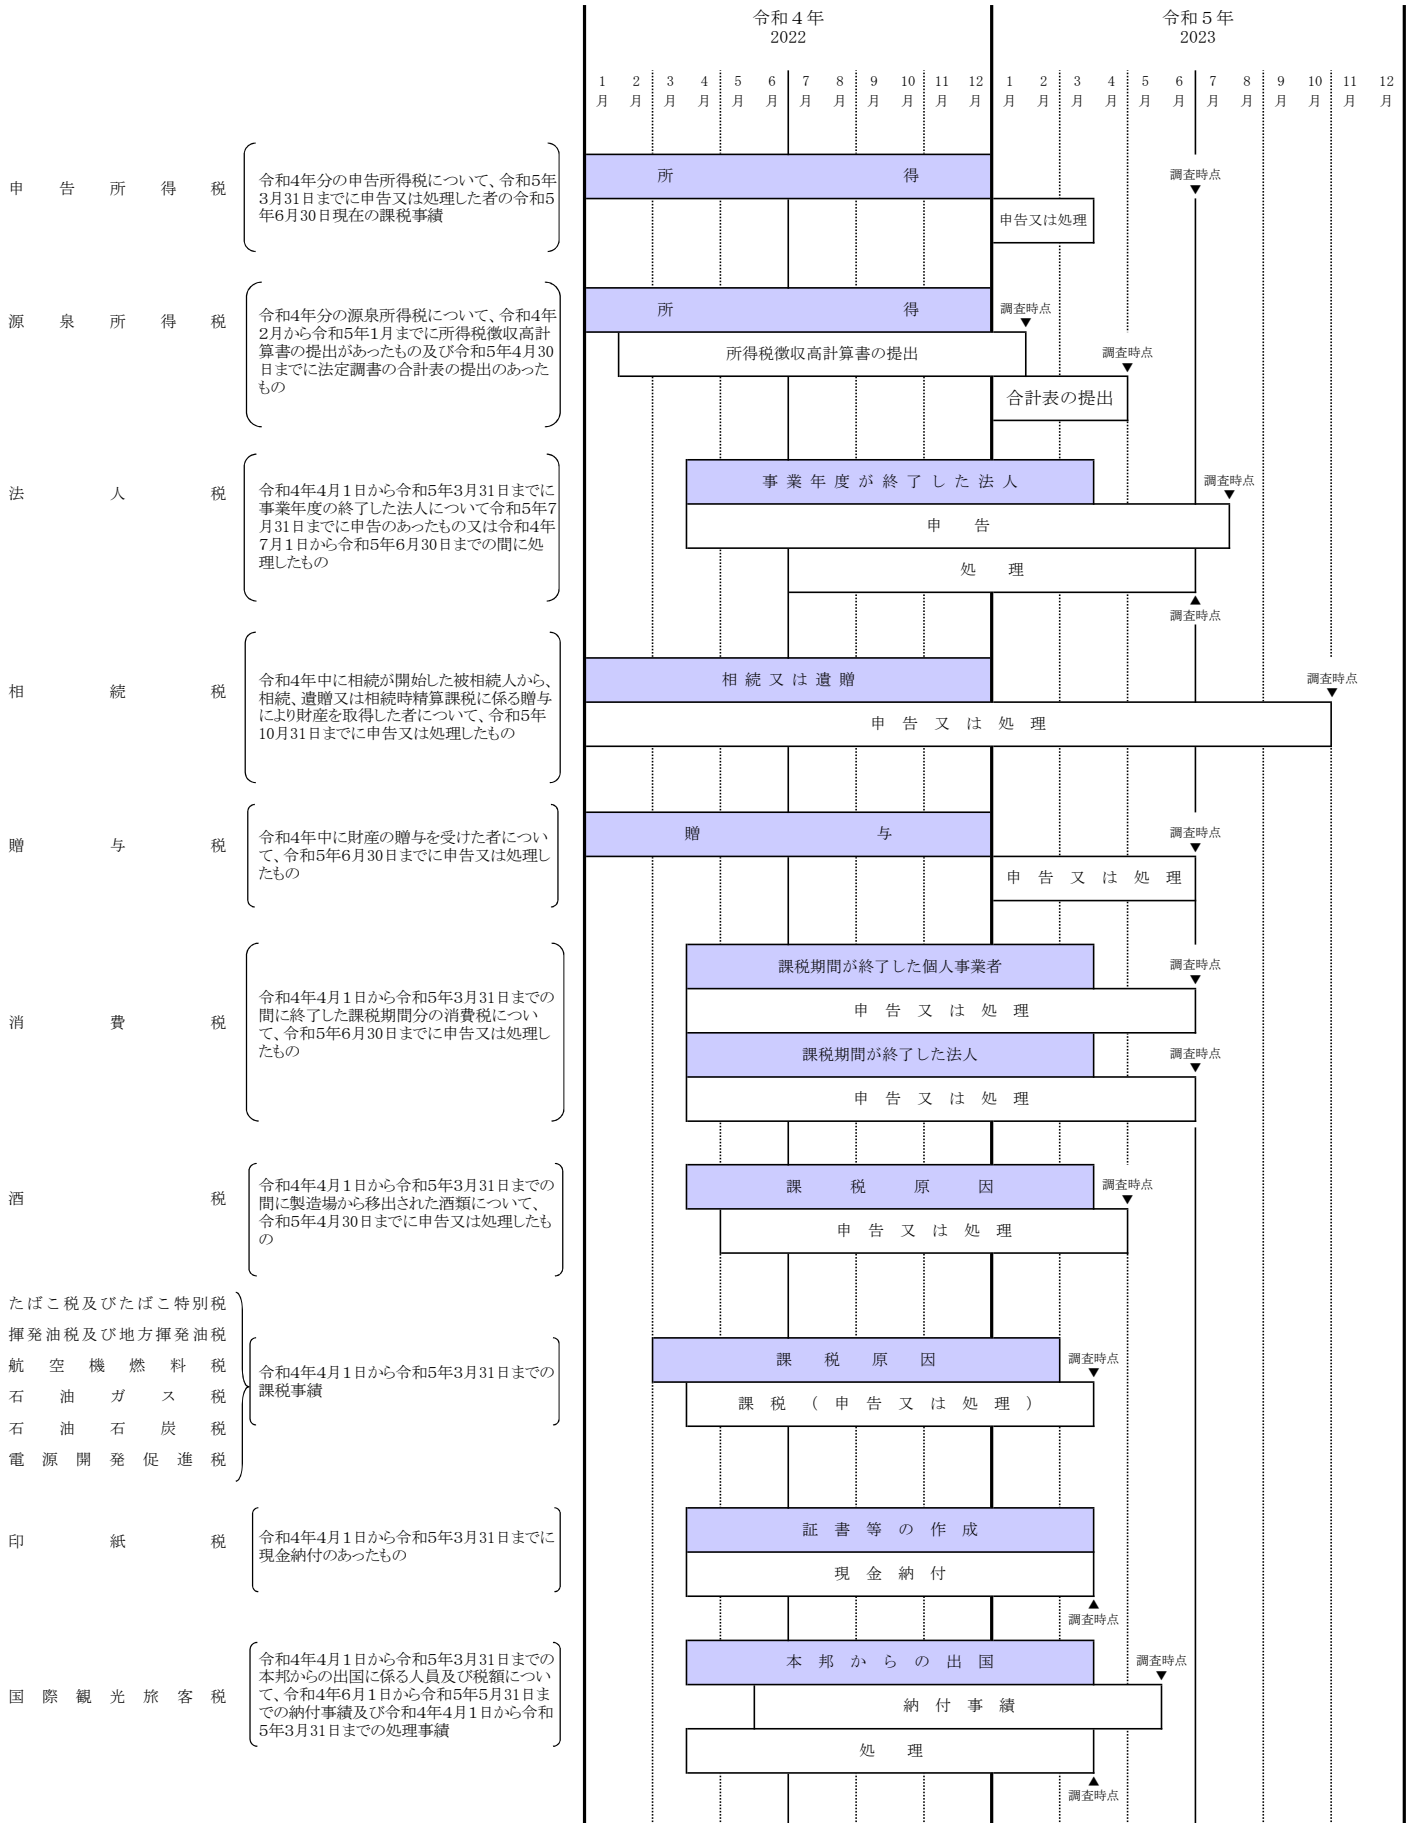 令和４年
2022
令和５年
2023
1 2 3 4 5 6 7 8 9 10 11 12 1 2 3 4 5 6 7 8 9 10 11 12
月 月 月 月 月 月 月 月 月 月 月 月 月 月 月 月 月 月 月 月 月 月 月 月
申告所得税
令和4年分の申告所得税について、令和5年
3月31日までに申告又は処理した者の令和5
年6月30日現在の課税事績
所得
調査時点
申告又は処理
源泉所得税
令和4年分の源泉所得税について、令和4年
2月から令和5年1月までに所得税徴収高計
算書の提出があったもの及び令和5年4月30
日までに法定調書の合計表の提出のあった
もの
所得
調査時点
所得税徴収高計算書の提出
調査時点
合計表の提出
法人税
令和4年4月1日から令和5年3月31日までに
事業年度の終了した法人について令和5年7
月31日までに申告のあったもの又は令和4年
7月1日から令和5年6月30日までの間に処
理したもの
事業年度が終了した法人
調査時点
申告
処理
調査時点
相続税
令和4年中に相続が開始した被相続人から、
相続、遺贈又は相続時精算課税に係る贈与
により財産を取得した者について、令和5年
10月31日までに申告又は処理したもの
相続又は遺贈
調査時点
申告又は処理
贈与税
令和4年中に財産の贈与を受けた者につい
て、令和5年6月30日までに申告又は処理し
たもの
贈与
調査時点
申告又は処理
消費税
令和4年4月1日から令和5年3月31日までの
間に終了した課税期間分の消費税につい
て、令和5年6月30日までに申告又は処理し
たもの
課税期間が終了した個人事業者
調査時点
申告又は処理
課税期間が終了した法人
調査時点
申告又は処理
酒税
令和4年4月1日から令和5年3月31日までの
間に製造場から移出された酒類について、
令和5年4月30日までに申告又は処理したも
の
課税原因
調査時点
申告又は処理
たばこ税及びたばこ特別税
揮発油税及び地方揮発油税
航空機燃料税
石油ガス税
石油石炭税
電源開発促進税
令和4年4月1日から令和5年3月31日までの
課税事績
課税原因
調査時点
課税（申告又は処理）
印紙税
令和4年4月1日から令和5年3月31日までに
現金納付のあったもの
証書等の作成
現金納付
調査時点
国際観光旅客税
令和4年4月1日から令和5年3月31日までの
本邦からの出国に係る人員及び税額につい
て、令和4年6月1日から令和5年5月31日ま
での納付事績及び令和4年4月1日から令和
5年3月31日までの処理事績
本邦からの出国
調査時点
納付事績
処理
調査時点